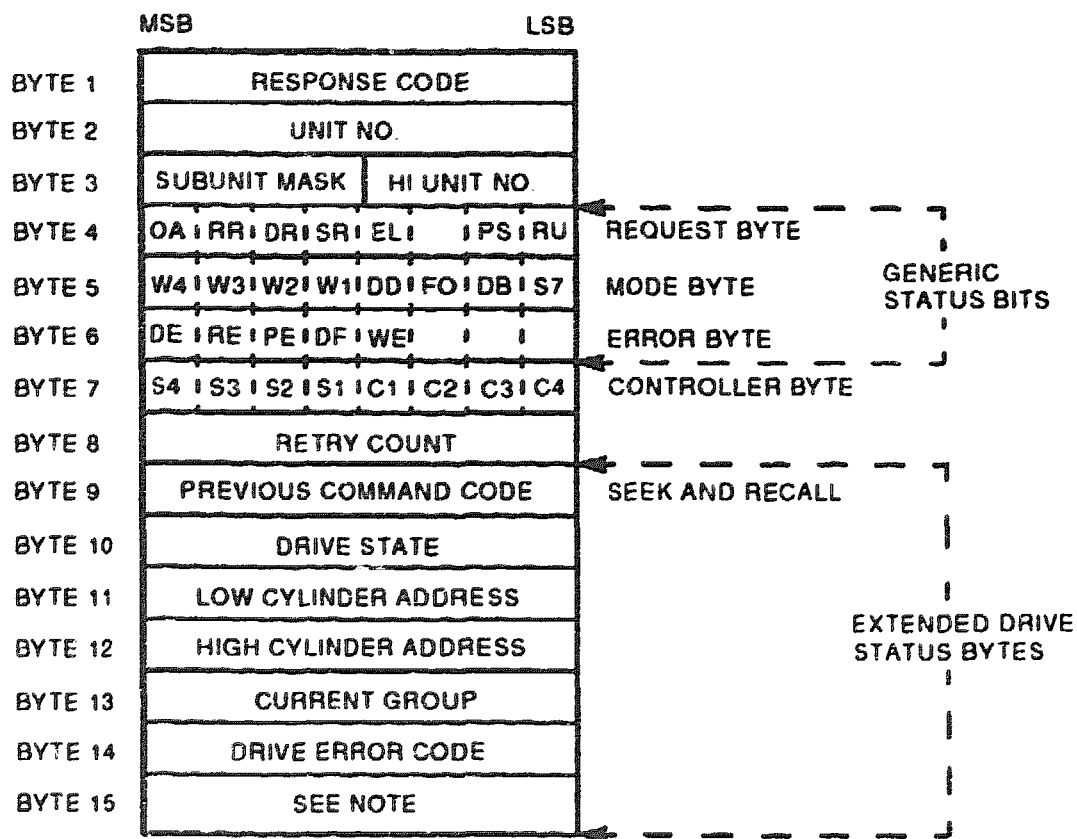 MSB LSB
BYTE 1 RESPONSE CODE
BYTE 2 UNIT NO.
BYTE 3 SUBUNIT MASK HI UNIT NO.
BYTE 4 OA RR DR SR EL PS RU REQUEST BYTE
GENERIC
STATUS BITS
BYTE 5 W4 W3 W2 W1 DD FO DB S7 MODE BYTE
BYTE 6 DE RE PE DF WE ERROR BYTE
BYTE 7 S4 S3 S2 S1 C1 C2 C3 C4 CONTROLLER BYTE
BYTE 8 RETRY COUNT
BYTE 9 PREVIOUS COMMAND CODE SEEK AND RECALL
BYTE 10 DRIVE STATE
BYTE 11 LOW CYLINDER ADDRESS
EXTENDED DRIVE
STATUS BYTES
BYTE 12 HIGH CYLINDER ADDRESS
BYTE 13 CURRENT GROUP
BYTE 14 DRIVE ERROR CODE
BYTE 15 SEE NOTE